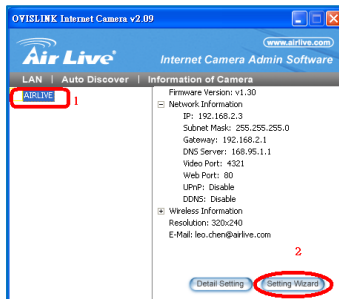 OVISLINK Internet Camera v2.09
Air Live
www.airlive.com
Internet Camera Admin Software
LAN | Auto Discover | Information of Camera
AIRLIVE
1
Firmware Version: v1.30
Network Information
IP: 192.168.2.3
Subnet Mask: 255.255.255.0
Gateway: 192.168.2.1
DNS Server: 168.95.1.1
Video Port: 4321
Web Port: 80
UPnP: Disable
DDNS: Disable
Wireless Information
Resolution: 320x240
E-Mail: leo.chen@airlive.com
2
Detail Setting
Setting Wizard